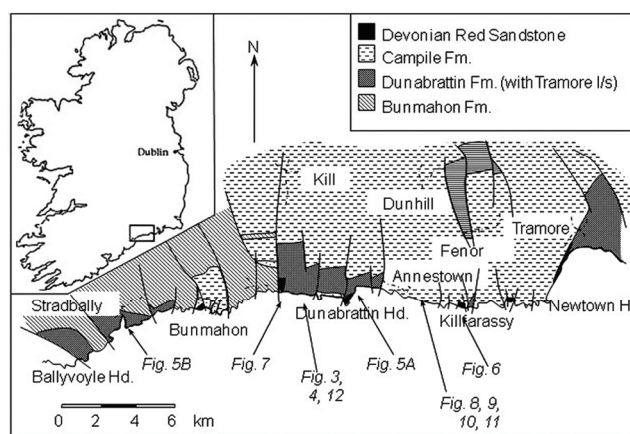 N
Devonian Red Sandstone
Campile Fm.
Dunabrattin Fm. (with Tramore l/s)
Bunmahon Fm.
Dublin
Kill
Dunhill
Tramore
Fenor
Annestown
Stradbally
Bunmahon
Dunabrattin Hd.
Kilfarassy
Newtown H
Ballyvoyle Hd.
Fig. 5B
Fig. 7
Fig. 3,
4, 12
Fig. 5A
Fig. 6
Fig. 8, 9,
10, 11
0 2 4 6 km